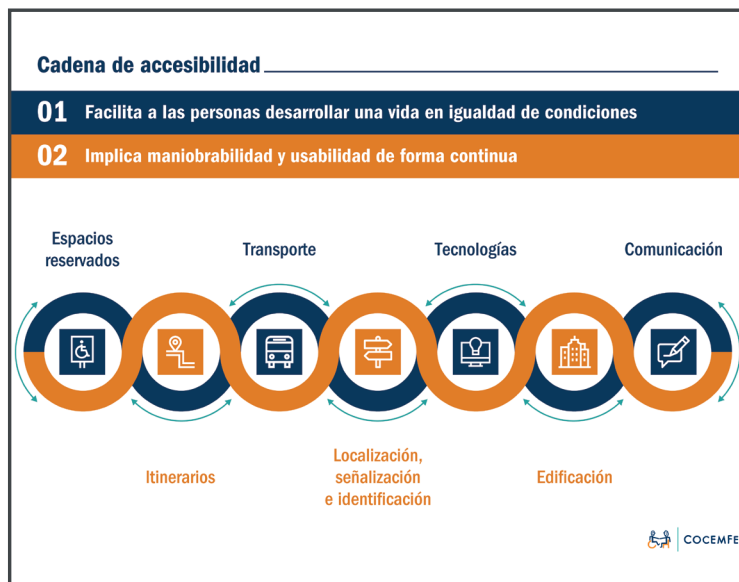 Cadena de accesibilidad
01 Facilita a las personas desarrollar una vida en igualdad de condiciones
02 Implica maniobrabilidad y usabilidad de forma continua
Espacios
reservados
Transporte
Tecnologías
Comunicación
Itinerarios
Localización,
señalización
e identificación
Edificación
COCEMFE